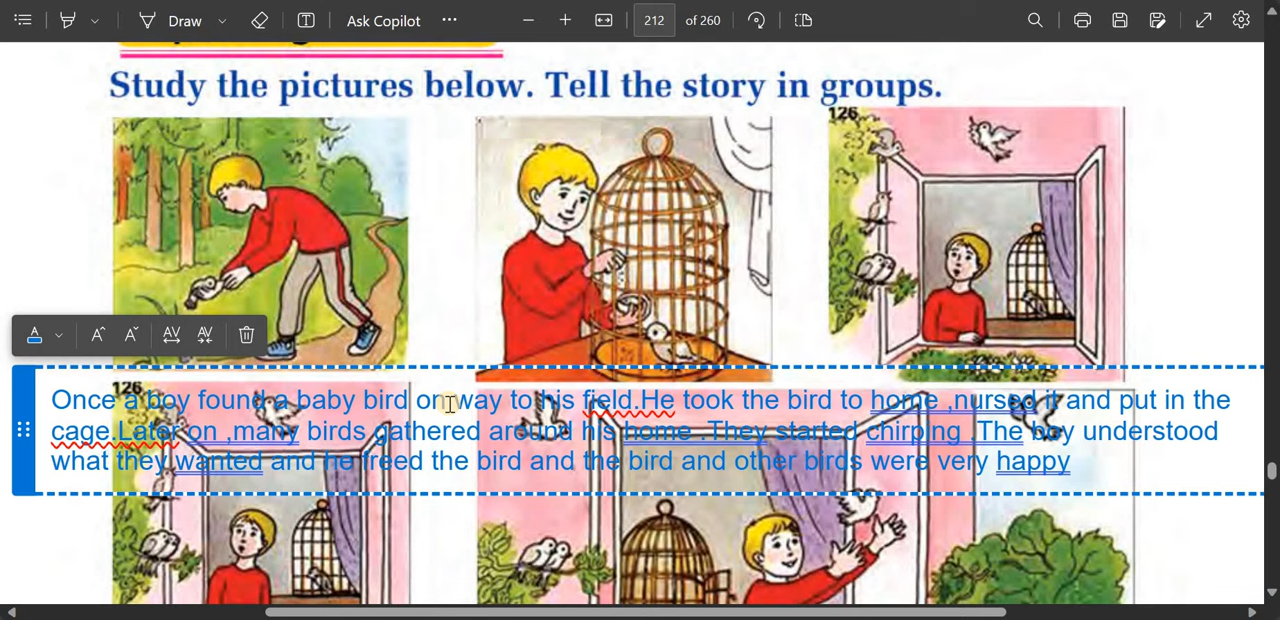 Draw
Ask Copilot
212 of 260
Study the pictures below. Tell the story in groups.
126
126
Once a boy found a baby bird on way to his field.He took the bird to home ,nursed it and put in the
cage.Later on ,many birds gathered around his home .They started chirping .The boy understood
what they wanted and he freed the bird and the bird and other birds were very happy